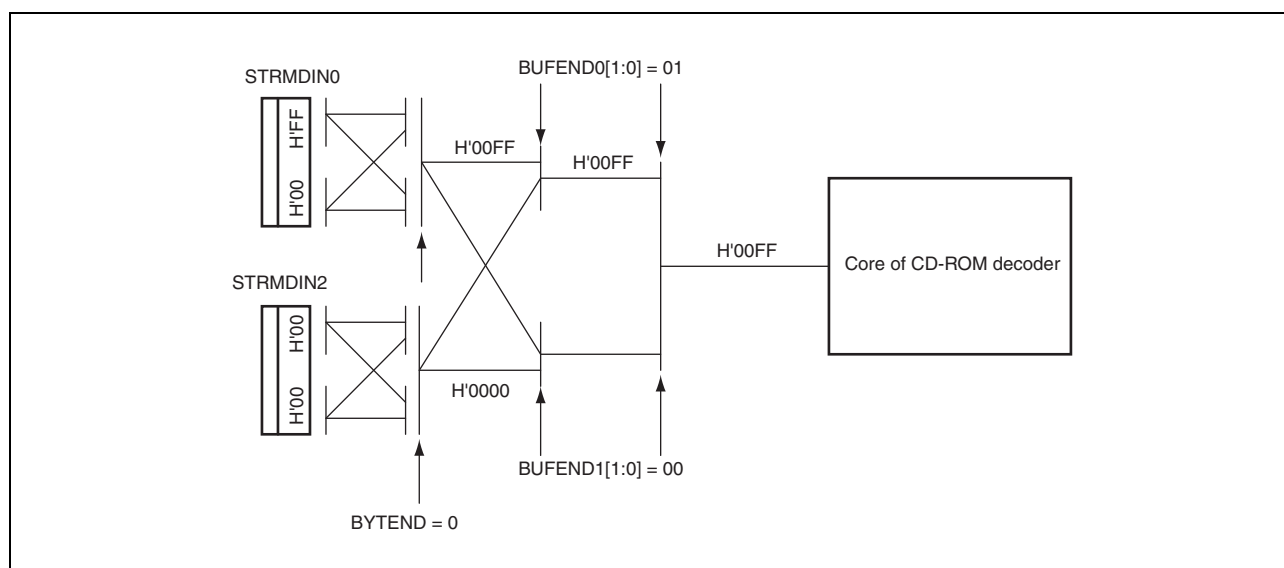 STRMDIN0
BUFEND0[1:0] = 01
H'FF
H'00
H'00FF
H'00FF
H'00FF
Core of CD-ROM decoder
STRMDIN2
H'00
H'00
H'0000
BUFEND1[1:0] = 00
BYTEND = 0